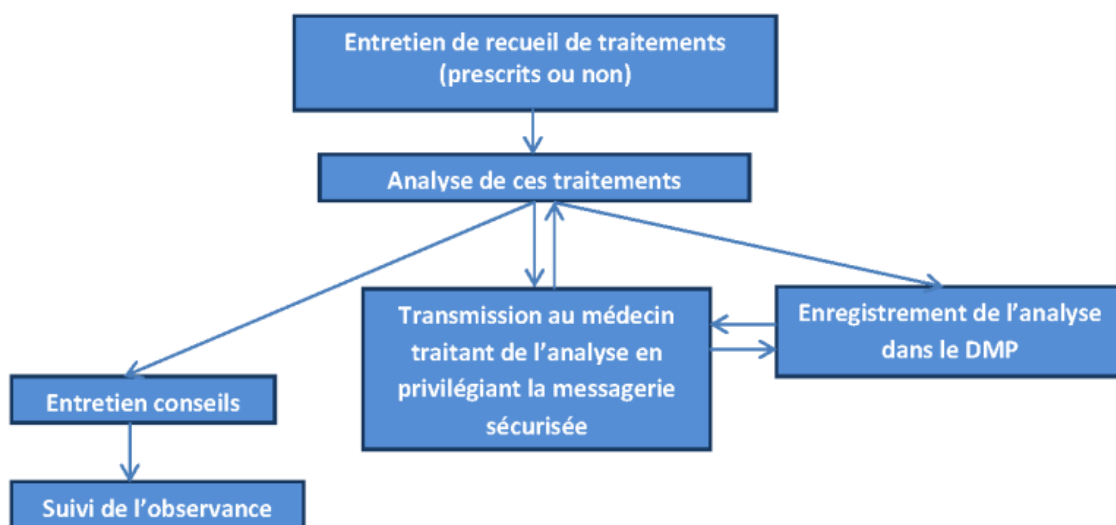 Entretien de recueil de traitements
(prescrits ou non)
Analyse de ces traitements
Transmission au médecin
traitant de l'analyse en
privilégiant la messagerie
sécurisée
Enregistrement de l'analyse
dans le DMP
Entretien conseils
Suivi de l'observance